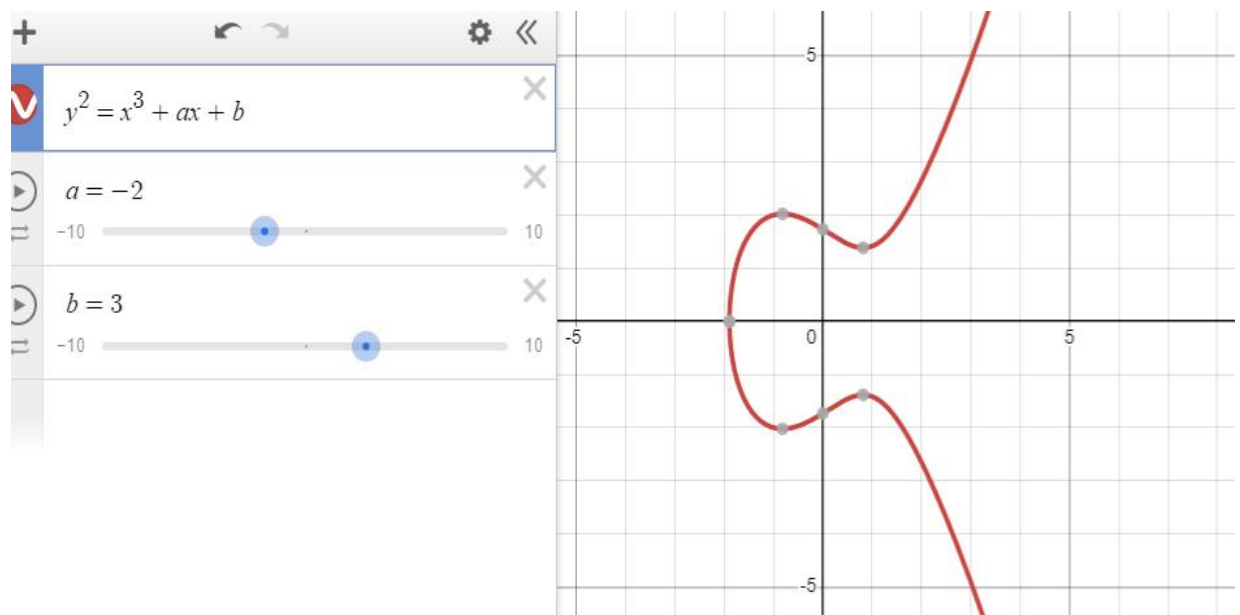 +
y² = x³ + ax + b
a = −2
−10 10
b = 3
−10 10
5
-5 0 5
-5